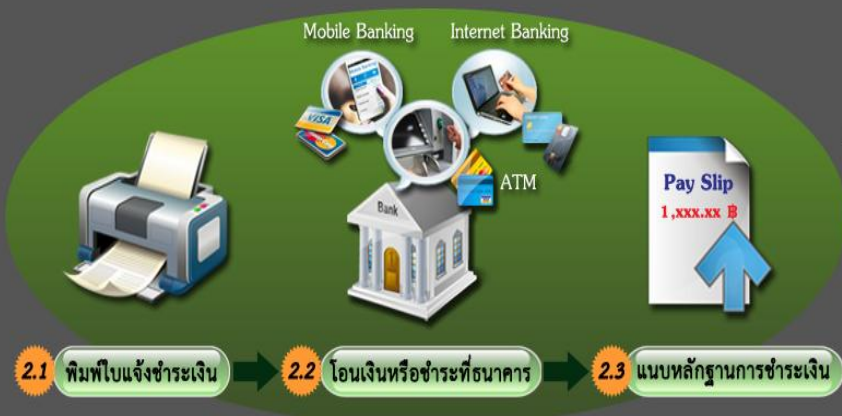 Mobile Banking
Internet Banking
VISA
ATM
Bank
Pay Slip
1,xxx.xx ฿
2.1 พิมพ์ใบแจ้งชำระเงิน
2.2 โอนเงินหรือชำระที่ธนาคาร
2.3 แนบหลักฐานการชำระเงิน